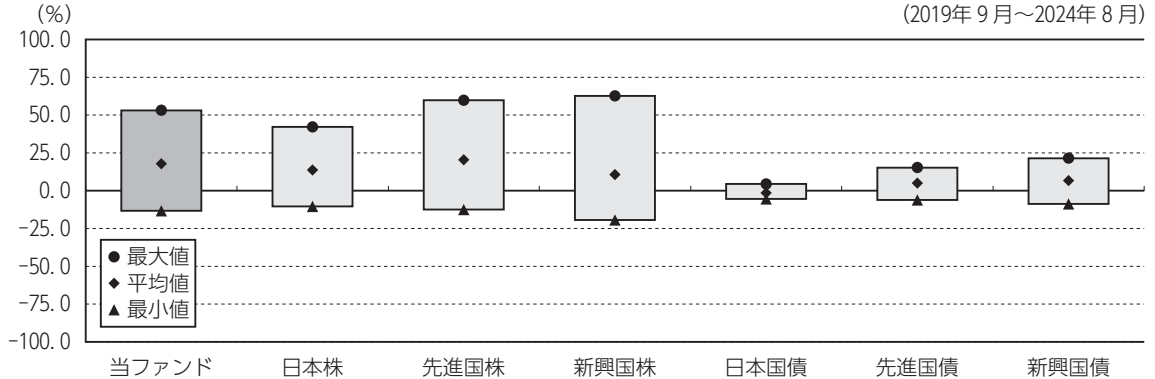 (%)
(2019年9月〜2024年8月)
100.0
75.0
50.0
25.0
0.0
-25.0
-50.0
-75.0
-100.0
最大値
平均値
最小値
当ファンド 日本株 先進国株 新興国株 日本国債 先進国債 新興国債